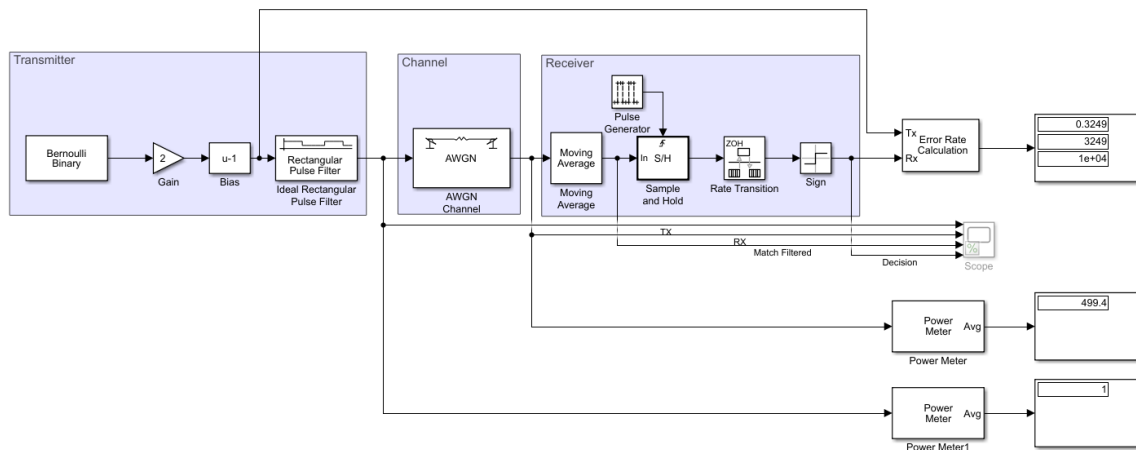 Transmitter
Channel
Receiver
Bernoulli
Binary
2
Gain
u-1
Bias
Rectangular
Pulse Filter
Ideal Rectangular
Pulse Filter
AWGN
AWGN
Channel
Pulse
Generator
Moving
Average
Moving
Average
In S/H
Sample
and Hold
ZOH
Rate Transition
Sign
Tx
Rx
Error Rate
Calculation
0.3249
3249
1e+04
TX
RX
Match Filtered
Decision
%
Scope
Power
Meter
Avg
Power Meter
499.4
Power
Meter
Avg
Power Meter1
1